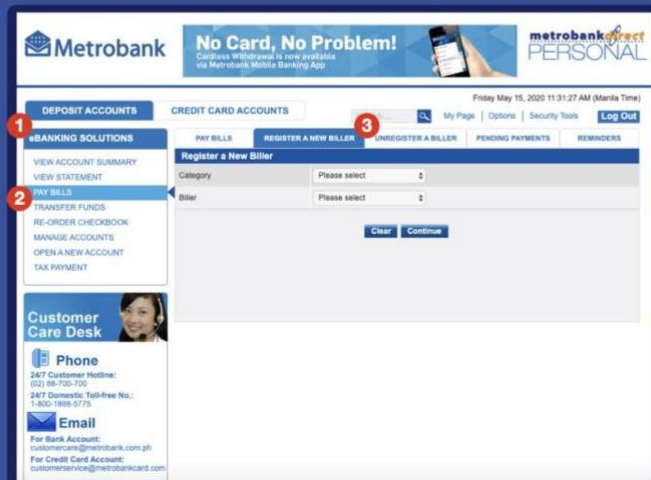 Metrobank
No Card, No Problem!
Cardless Withdrawal is now available
via Metrobank Mobile Banking App
metrobankdirect
PERSONAL
Friday May 15, 2020 11:31:27 AM (Manila Time)
DEPOSIT ACCOUNTS
CREDIT CARD ACCOUNTS
My Page | Options | Security Tools
Log Out
1
eBANKING SOLUTIONS
VIEW ACCOUNT SUMMARY
VIEW STATEMENT
2
PAY BILLS
TRANSFER FUNDS
RE-ORDER CHECKBOOK
MANAGE ACCOUNTS
OPEN A NEW ACCOUNT
TAX PAYMENT
PAY BILLS
REGISTER A NEW BILLER
3
UNREGISTER A BILLER
PENDING PAYMENTS
REMINDERS
Register a New Biller
Category
Please select
Biller
Please select
Clear
Continue
Customer
Care Desk
Phone
24/7 Customer Hotline:
(02) 88-700-700
24/7 Domestic Toll-free No.:
1-800-1888-5775
Email
For Bank Account:
customercare@metrobank.com.ph
For Credit Card Account:
customerservice@metrobankcard.com